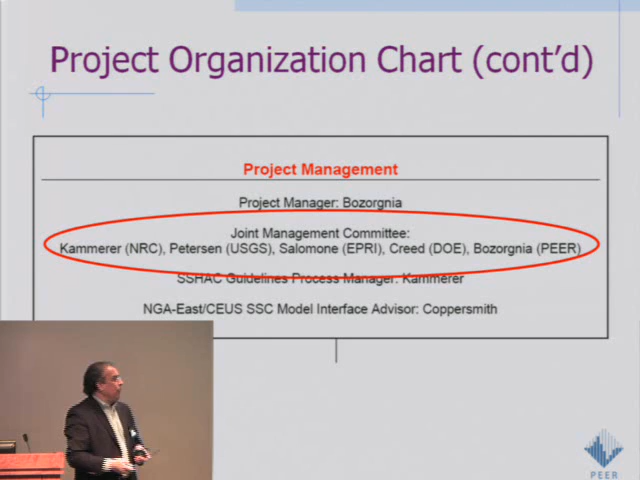 Project Organization Chart (cont'd)
Project Management
Project Manager: Bozorgnia
Joint Management Committee:
Kammerer (NRC), Petersen (USGS), Salomone (EPRI), Creed (DOE), Bozorgnia (PEER)
SSHAC Guidelines Process Manager: Kammerer
NGA-East/CEUS SSC Model Interface Advisor: Coppersmith
PEER